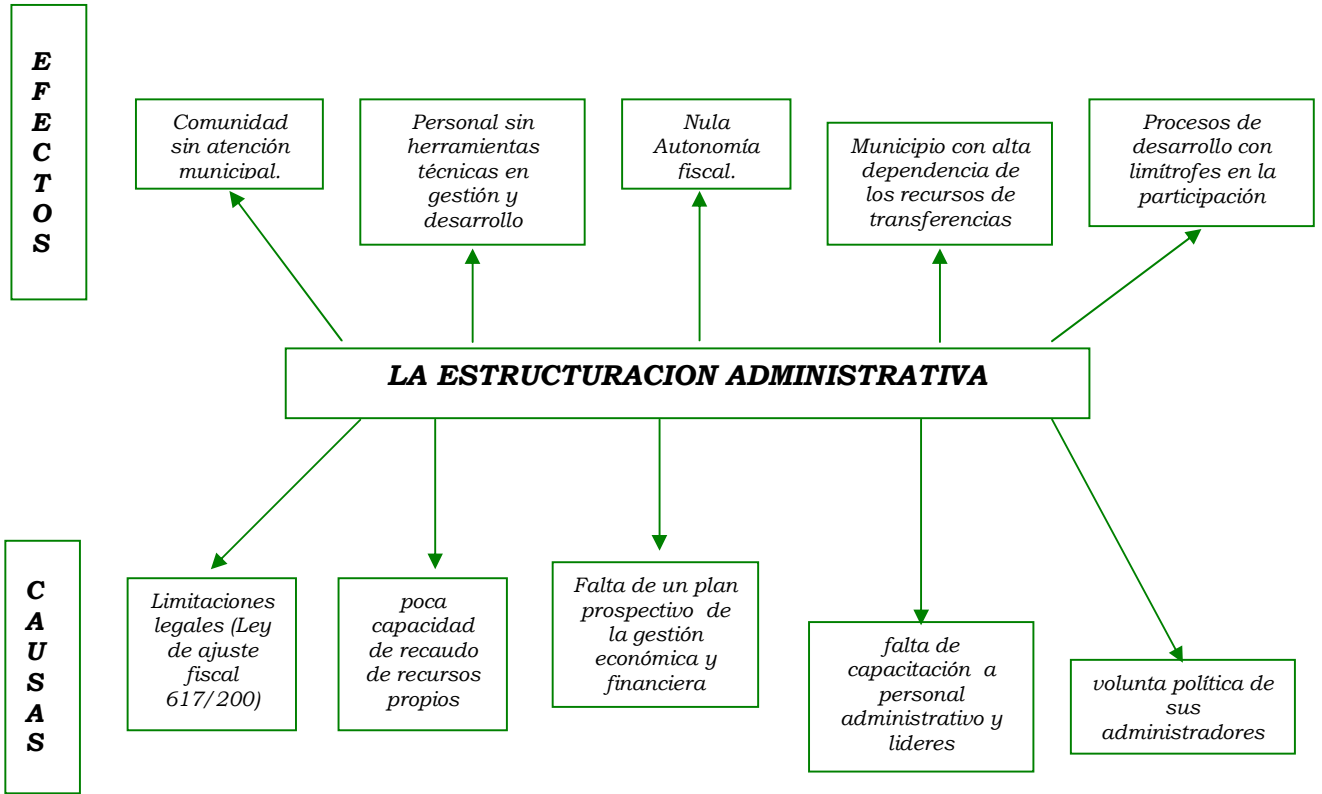 EFECTOS
Comunidad
sin atención
municipal.
Personal sin
herramientas
técnicas en
gestión y
desarrollo
Nula
Autonomía
fiscal.
Municipio con alta
dependencia de
los recursos de
transferencias
Procesos de
desarrollo con
limítrofes en la
participación
LA ESTRUCTURACION ADMINISTRATIVA
CAUSAS
Limitaciones
legales (Ley
de ajuste
fiscal
617/200)
poca
capacidad
de recaudo
de recursos
propios
Falta de un plan
prospectivo de
la gestión
económica y
financiera
falta de
capacitación a
personal
administrativo y
lideres
volunta política de
sus
administradores